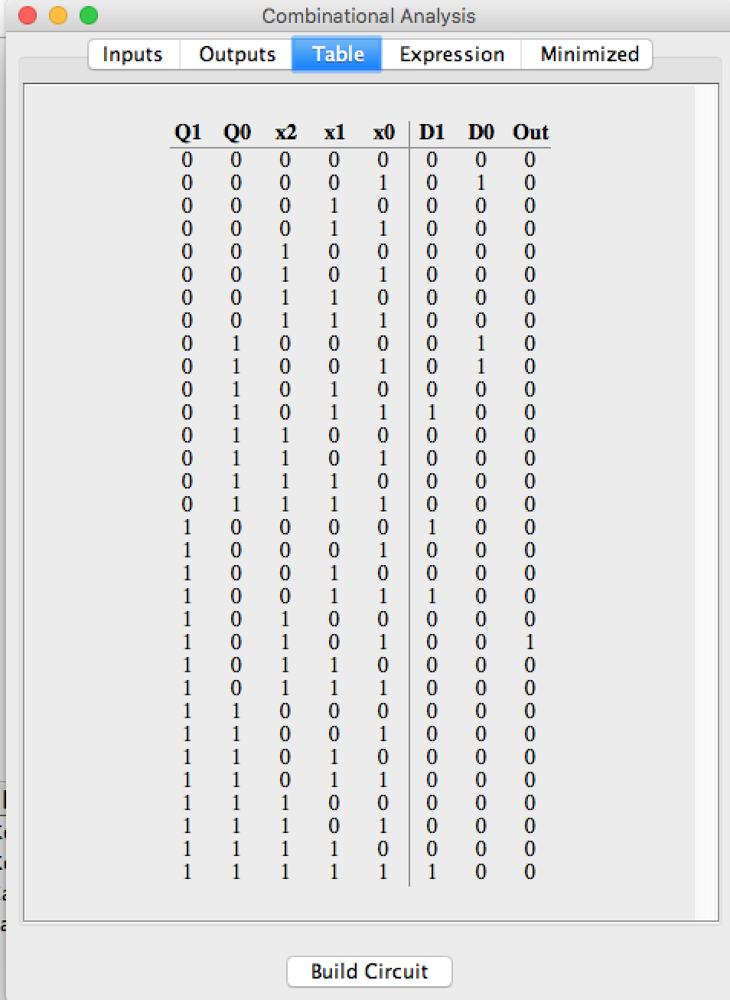 Combinational Analysis
Inputs Outputs Table Expression Minimized
Q1 Q0 x2 x1 x0 D1 D0 Out
0 0 0 0 0 0 0 0
0 0 0 0 1 0 1 0
0 0 0 1 0 0 0 0
0 0 0 1 1 0 0 0
0 0 1 0 0 0 0 0
0 0 1 0 1 0 0 0
0 0 1 1 0 0 0 0
0 0 1 1 1 0 0 0
0 1 0 0 0 0 1 0
0 1 0 0 1 0 1 0
0 1 0 1 0 0 0 0
0 1 0 1 1 1 0 0
0 1 1 0 0 0 0 0
0 1 1 0 1 0 0 0
0 1 1 1 0 0 0 0
0 1 1 1 1 0 0 0
1 0 0 0 0 1 0 0
1 0 0 0 1 0 0 0
1 0 0 1 0 0 0 0
1 0 0 1 1 1 0 0
1 0 1 0 0 0 0 0
1 0 1 0 1 0 0 1
1 0 1 1 0 0 0 0
1 0 1 1 1 0 0 0
1 1 0 0 0 0 0 0
1 1 0 0 1 0 0 0
1 1 0 1 0 0 0 0
1 1 0 1 1 0 0 0
1 1 1 0 0 0 0 0
1 1 1 0 1 0 0 0
1 1 1 1 0 0 0 0
1 1 1 1 1 1 0 0
Build Circuit